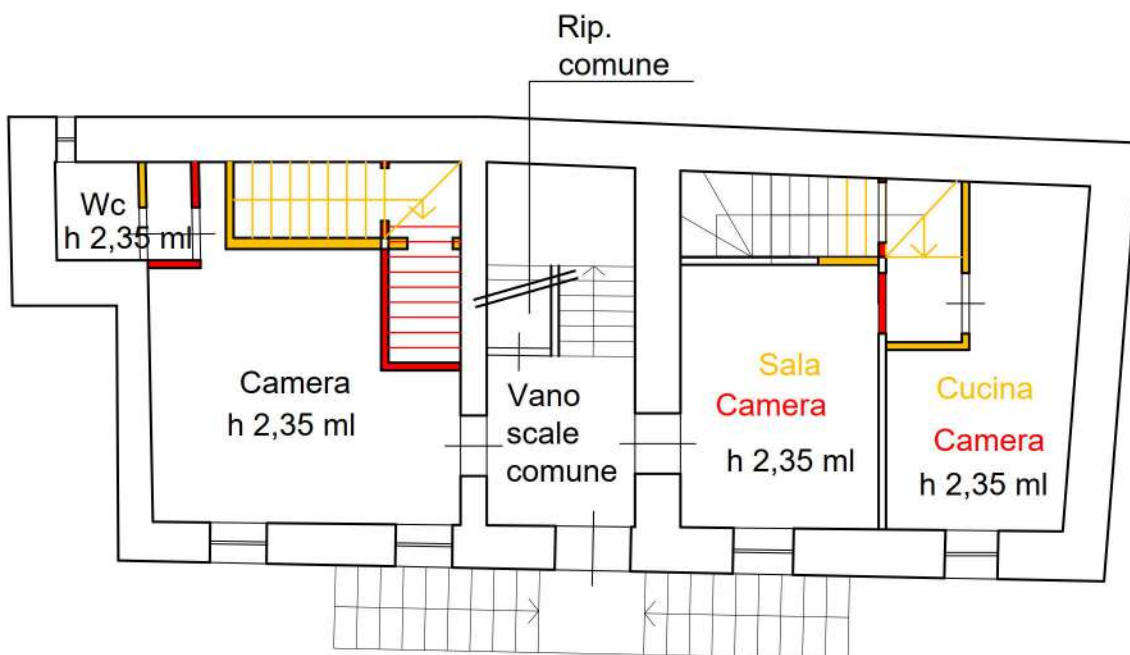 Rip.
comune
Wc
h 2,35 ml
Camera
h 2,35 ml
Vano
scale
comune
Sala
Camera
h 2,35 ml
Cucina
Camera
h 2,35 ml